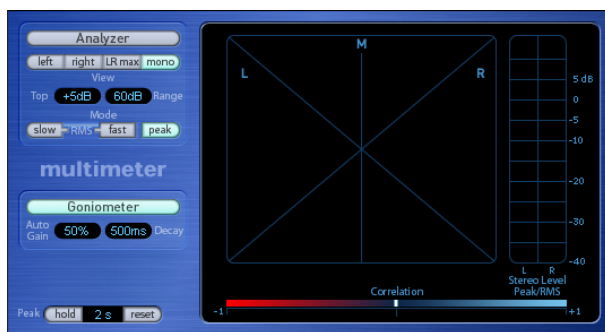 Analyzer
left right LR max mono
View
Top +5dB 60dB Range
Mode
slow RMS fast peak
multimeter
Goniometer
Auto Gain 50% 500ms Decay
Peak hold 2 s reset
M
L R
5 dB
0
-5
-10
-20
-30
-40
L R
Stereo Level
Peak/RMS
Correlation
-1 +1